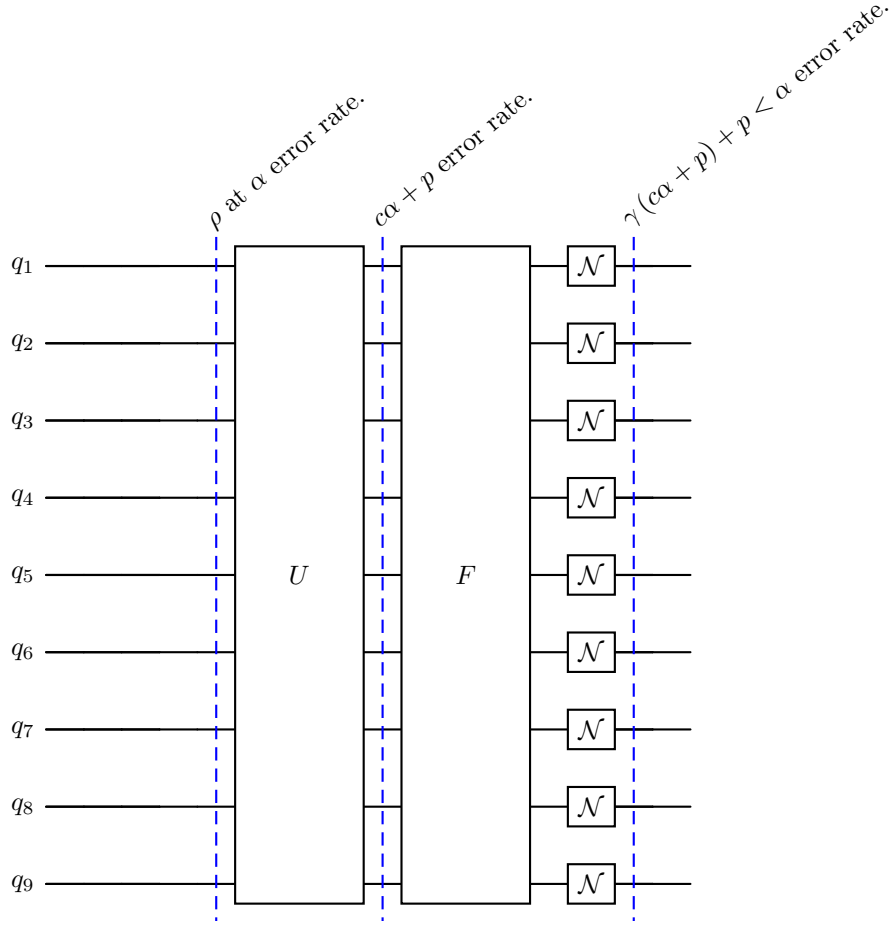 ρ at α error rate.
cα + p error rate.
γ (cα + p) + p < α error rate.
q₁ 𝒩
q₂ 𝒩
q₃ 𝒩
q₄ 𝒩
q₅ U F 𝒩
q₆ 𝒩
q₇ 𝒩
q₈ 𝒩
q₉ 𝒩